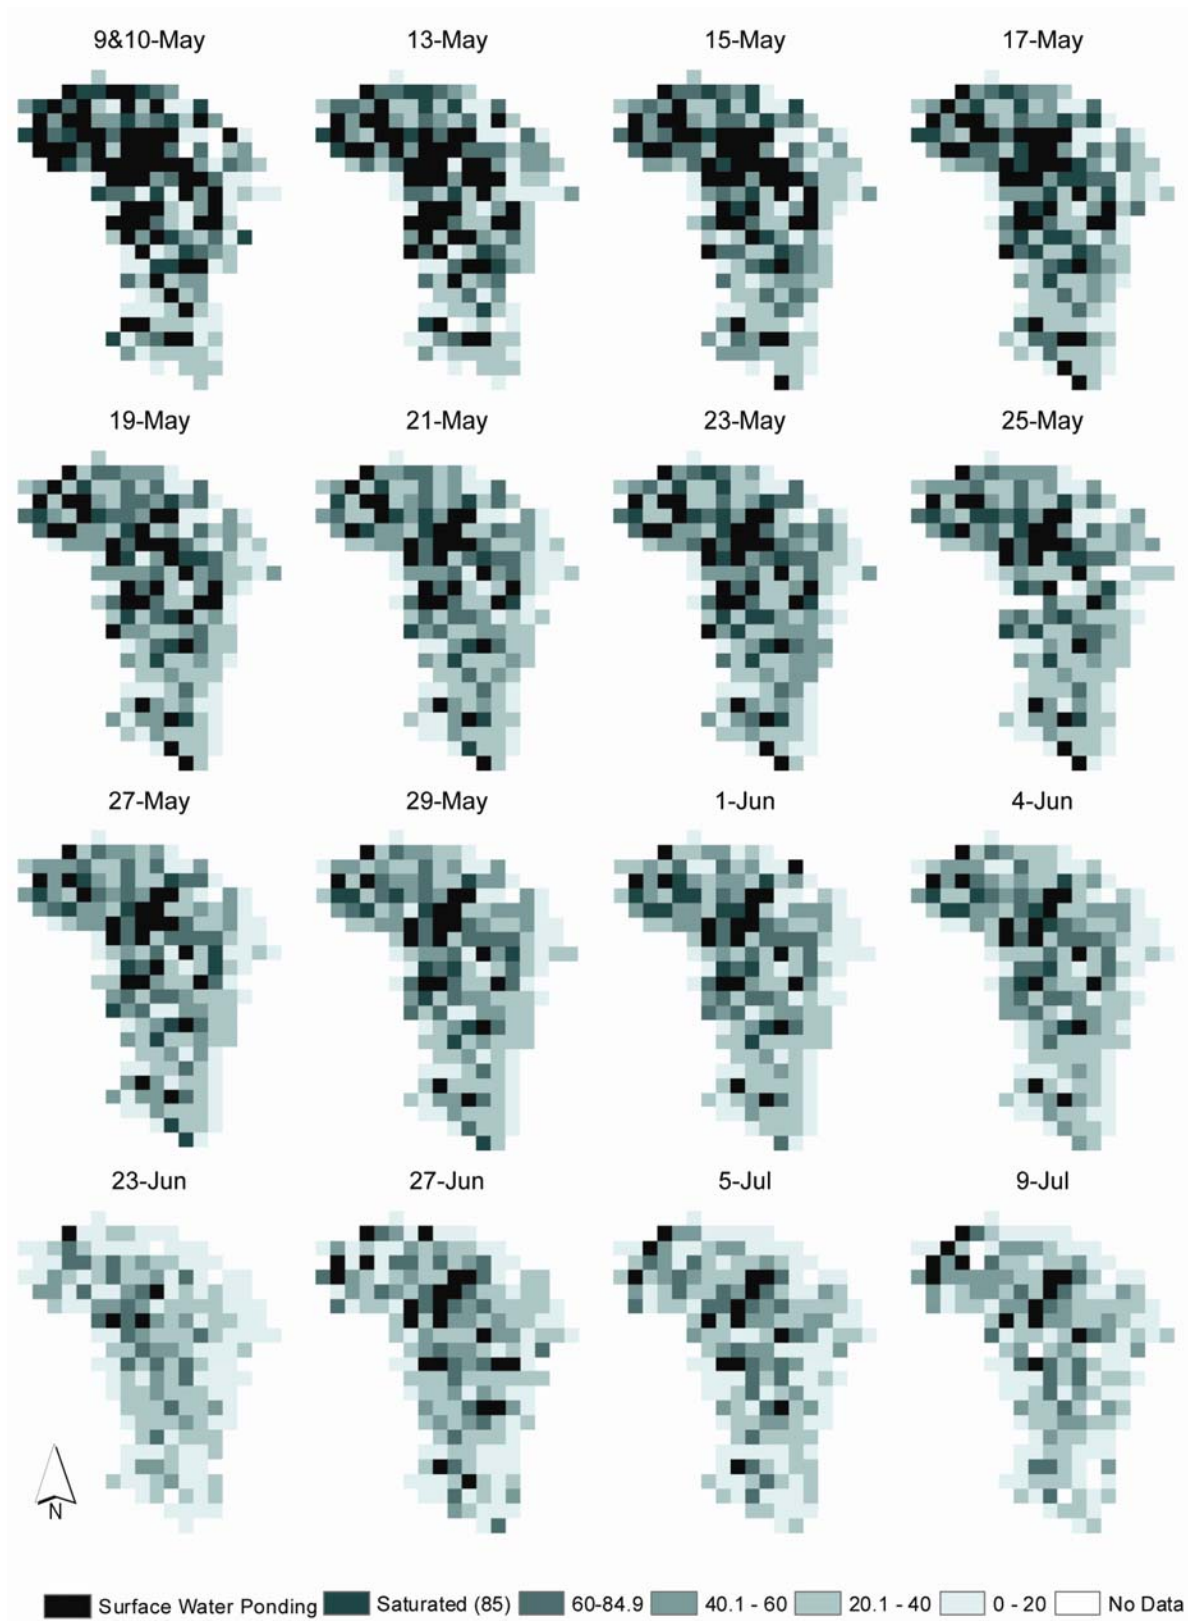 9&10-May 13-May 15-May 17-May
19-May 21-May 23-May 25-May
27-May 29-May 1-Jun 4-Jun
23-Jun 27-Jun 5-Jul 9-Jul
N
Surface Water Ponding Saturated (85) 60-84.9 40.1 - 60 20.1 - 40 0 - 20 No Data